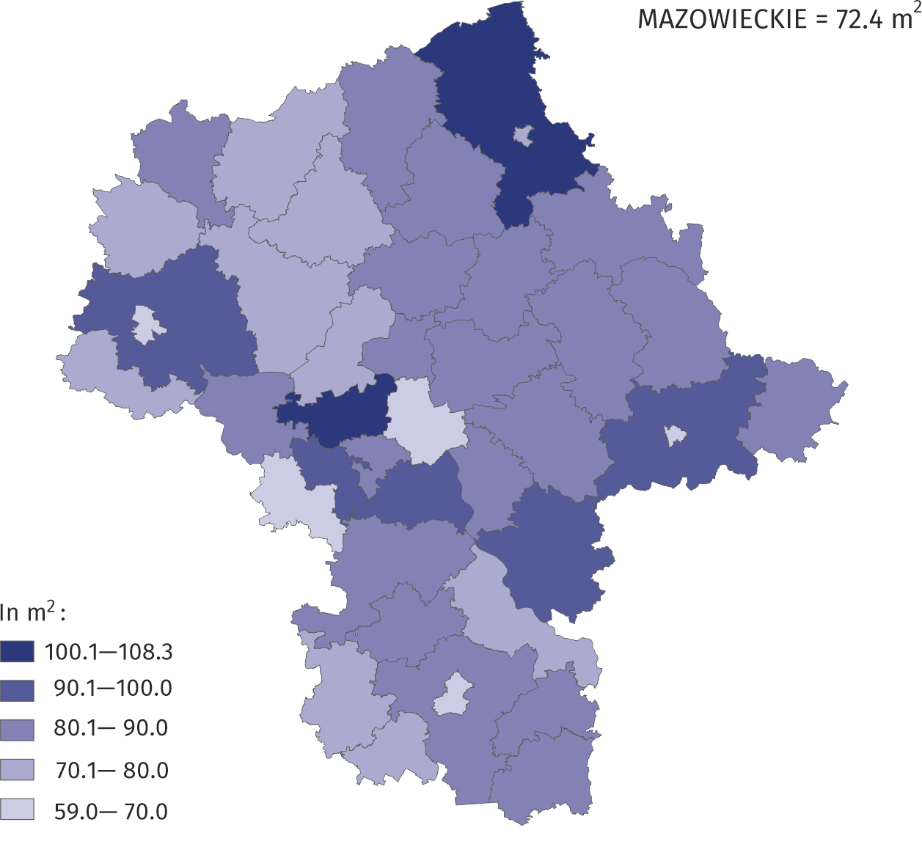 MAZOWIECKIE = 72.4 m²
In m² :
100.1—108.3
90.1—100.0
80.1— 90.0
70.1— 80.0
59.0— 70.0